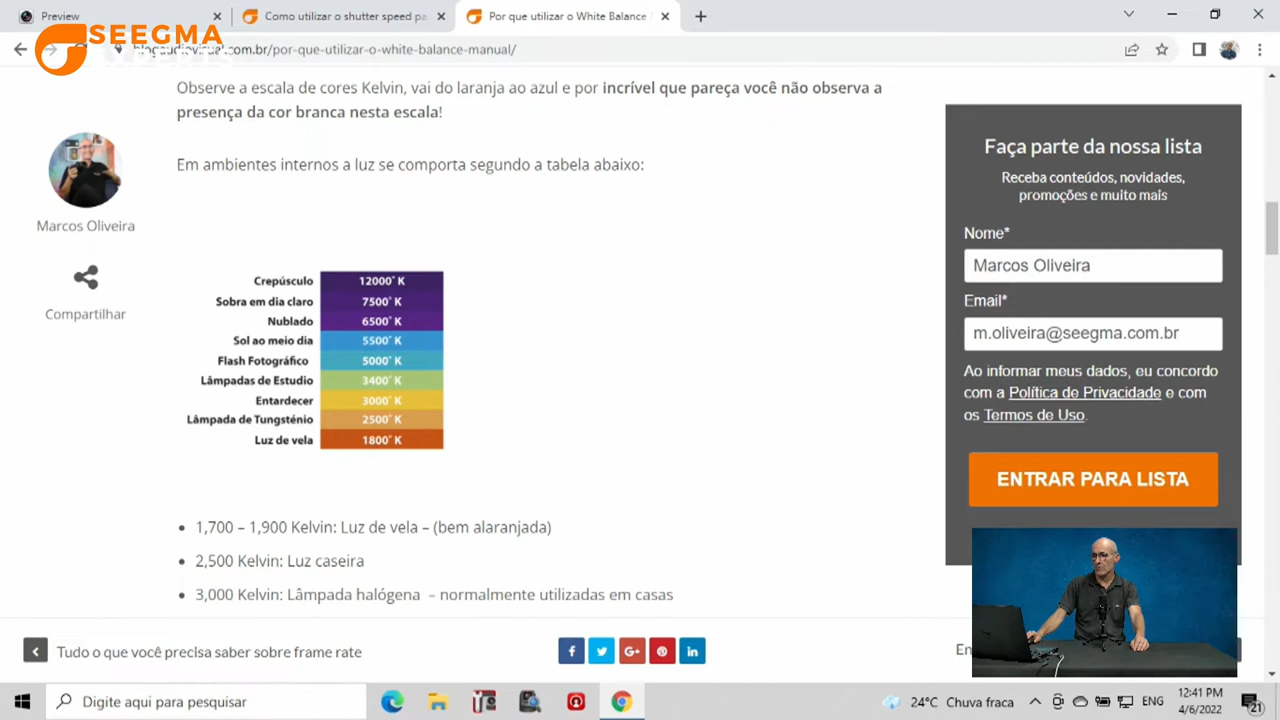 Preview
Como utilizar o shutter speed pa
Por que utilizar o White Balance
SEEGMA
EXPERTS
blogaudiovisual.com.br/por-que-utilizar-o-white-balance-manual/
Observe a escala de cores Kelvin, vai do laranja ao azul e por incrível que pareça você não observa a
presença da cor branca nesta escala!
Em ambientes internos a luz se comporta segundo a tabela abaixo:
Marcos Oliveira
Compartilhar
Crepúsculo 12000° K
Sobra em dia claro 7500° K
Nublado 6500° K
Sol ao meio dia 5500° K
Flash Fotográfico 5000° K
Lâmpadas de Estudio 3400° K
Entardecer 3000° K
Lâmpada de Tungsténio 2500° K
Luz de vela 1800° K
1,700 – 1,900 Kelvin: Luz de vela – (bem alaranjada)
2,500 Kelvin: Luz caseira
3,000 Kelvin: Lâmpada halógena – normalmente utilizadas em casas
Faça parte da nossa lista
Receba conteúdos, novidades,
promoções e muito mais
Nome*
Marcos Oliveira
Email*
m.oliveira@seegma.com.br
Ao informar meus dados, eu concordo
com a Política de Privacidade e com
os Termos de Uso.
ENTRAR PARA LISTA
Tudo o que você precisa saber sobre frame rate
En
Digite aqui para pesquisar
24°C Chuva fraca
ENG
12:41 PM
4/6/2022
21